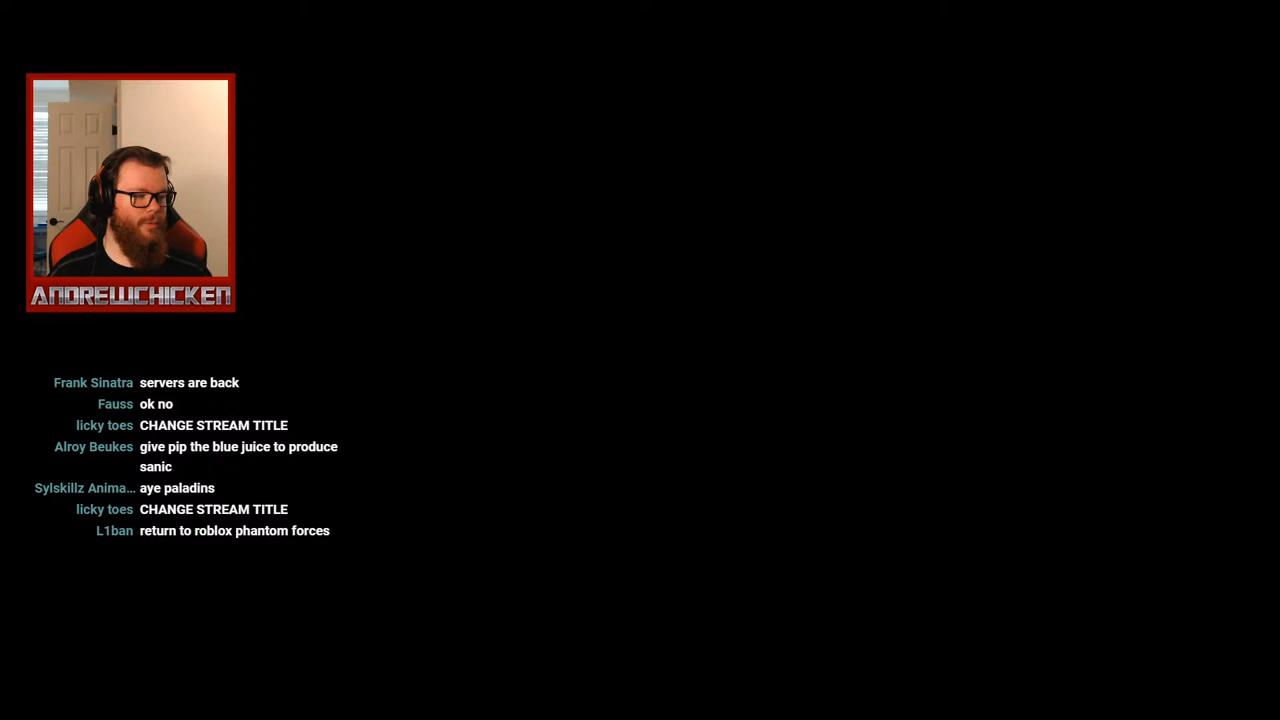 ANDREWCHICKEN
Frank Sinatra servers are back
Fauss ok no
licky toes CHANGE STREAM TITLE
Alroy Beukes give pip the blue juice to produce
sanic
Sylskillz Anima... aye paladins
licky toes CHANGE STREAM TITLE
L1ban return to roblox phantom forces